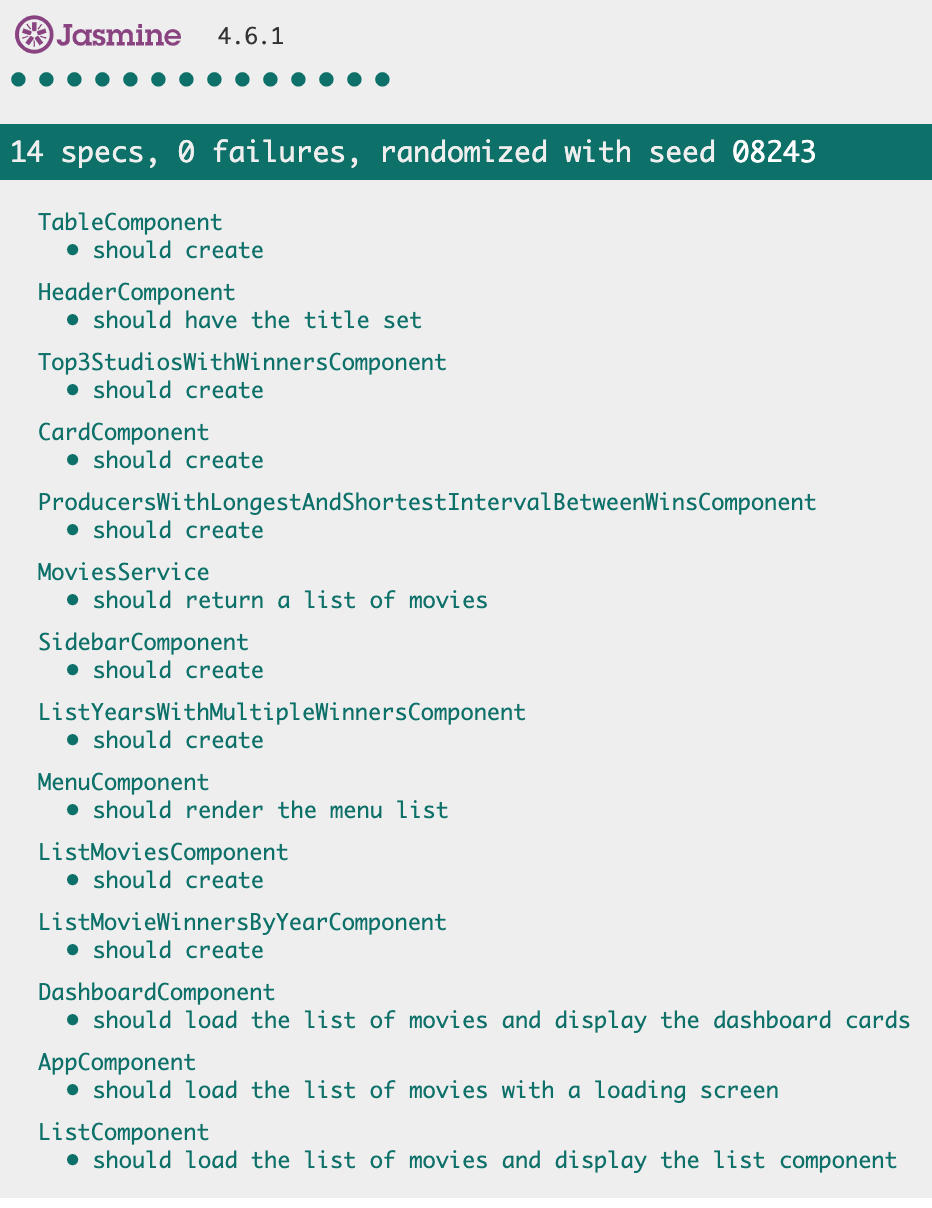 Jasmine 4.6.1
14 specs, 0 failures, randomized with seed 08243
TableComponent
• should create
HeaderComponent
• should have the title set
Top3StudiosWithWinnersComponent
• should create
CardComponent
• should create
ProducersWithLongestAndShortestIntervalBetweenWinsComponent
• should create
MoviesService
• should return a list of movies
SidebarComponent
• should create
ListYearsWithMultipleWinnersComponent
• should create
MenuComponent
• should render the menu list
ListMoviesComponent
• should create
ListMovieWinnersByYearComponent
• should create
DashboardComponent
• should load the list of movies and display the dashboard cards
AppComponent
• should load the list of movies with a loading screen
ListComponent
• should load the list of movies and display the list component